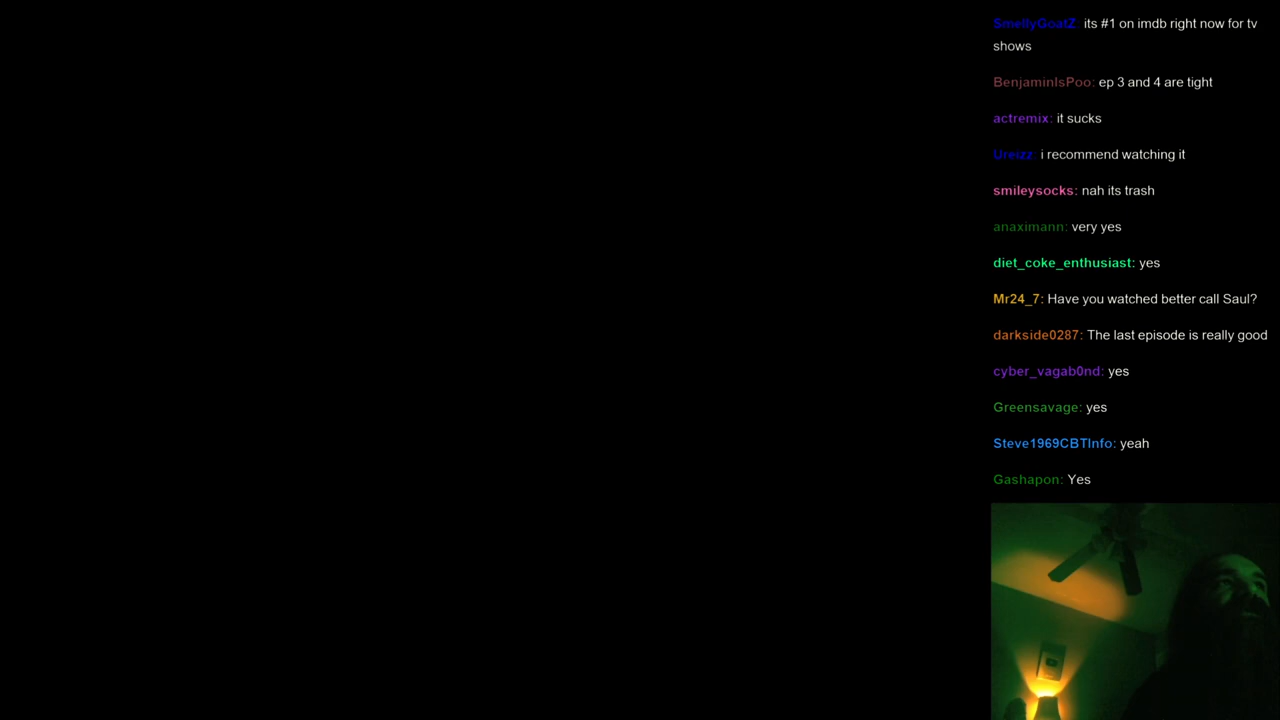 SmellyGoatZ: its #1 on imdb right now for tv
shows
BenjaminIsPoo: ep 3 and 4 are tight
actremix: it sucks
Ureizz: i recommend watching it
smileysocks: nah its trash
anaximann: very yes
diet_coke_enthusiast: yes
Mr24_7: Have you watched better call Saul?
darkside0287: The last episode is really good
cyber_vagab0nd: yes
Greensavage: yes
Steve1969CBTInfo: yeah
Gashapon: Yes